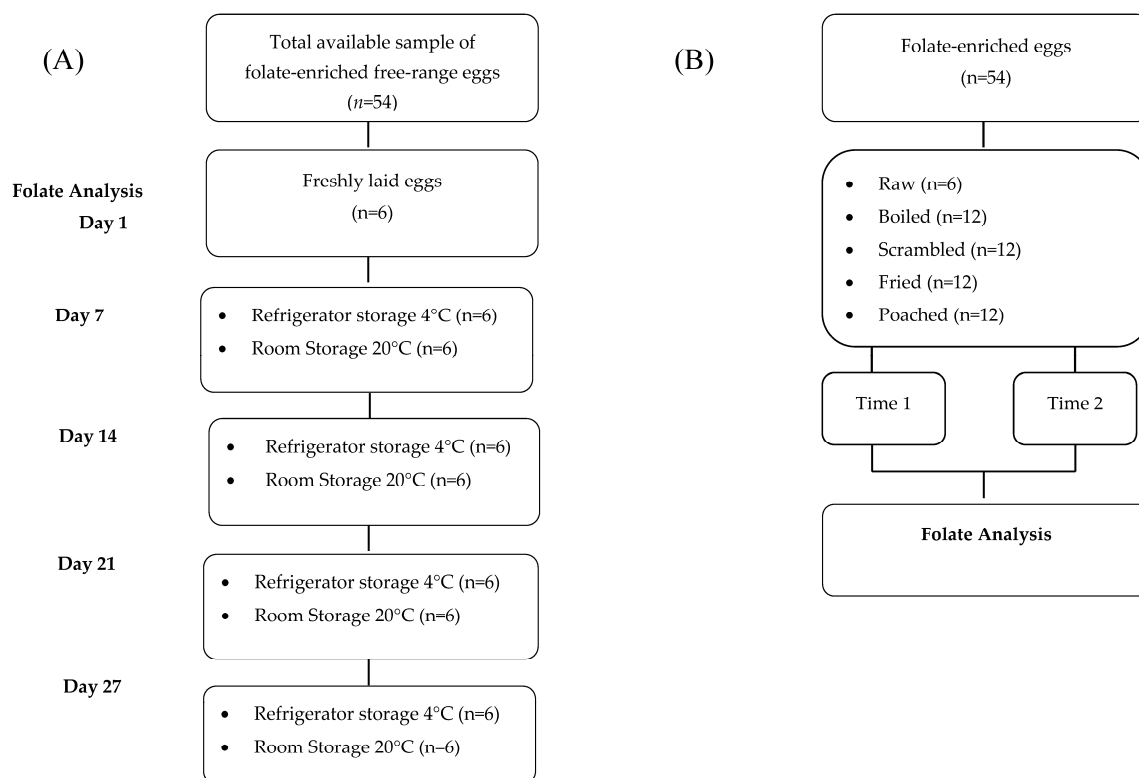 (A)
Total available sample of
folate-enriched free-range eggs
(n=54)
Folate Analysis
Day 1
Freshly laid eggs
(n=6)
Day 7
• Refrigerator storage 4°C (n=6)
• Room Storage 20°C (n=6)
Day 14
• Refrigerator storage 4°C (n=6)
• Room Storage 20°C (n=6)
Day 21
• Refrigerator storage 4°C (n=6)
• Room Storage 20°C (n=6)
Day 27
• Refrigerator storage 4°C (n=6)
• Room Storage 20°C (n=6)
(B)
Folate-enriched eggs
(n=54)
• Raw (n=6)
• Boiled (n=12)
• Scrambled (n=12)
• Fried (n=12)
• Poached (n=12)
Time 1
Time 2
Folate Analysis